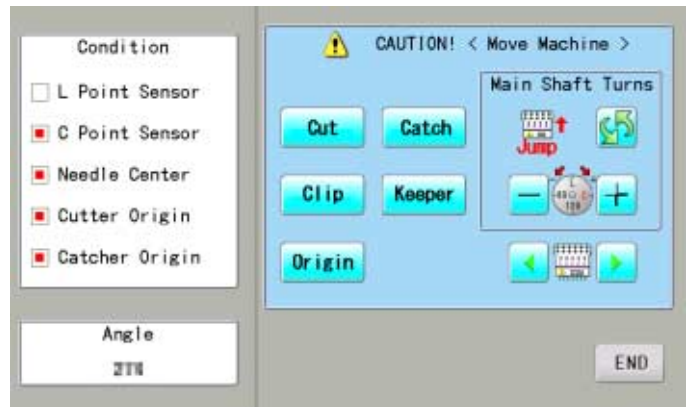 Condition
L Point Sensor
C Point Sensor
Needle Center
Cutter Origin
Catcher Origin
Angle
CAUTION! < Move Machine >
Main Shaft Turns
Cut
Catch
Jump
Clip
Keeper
Origin
END